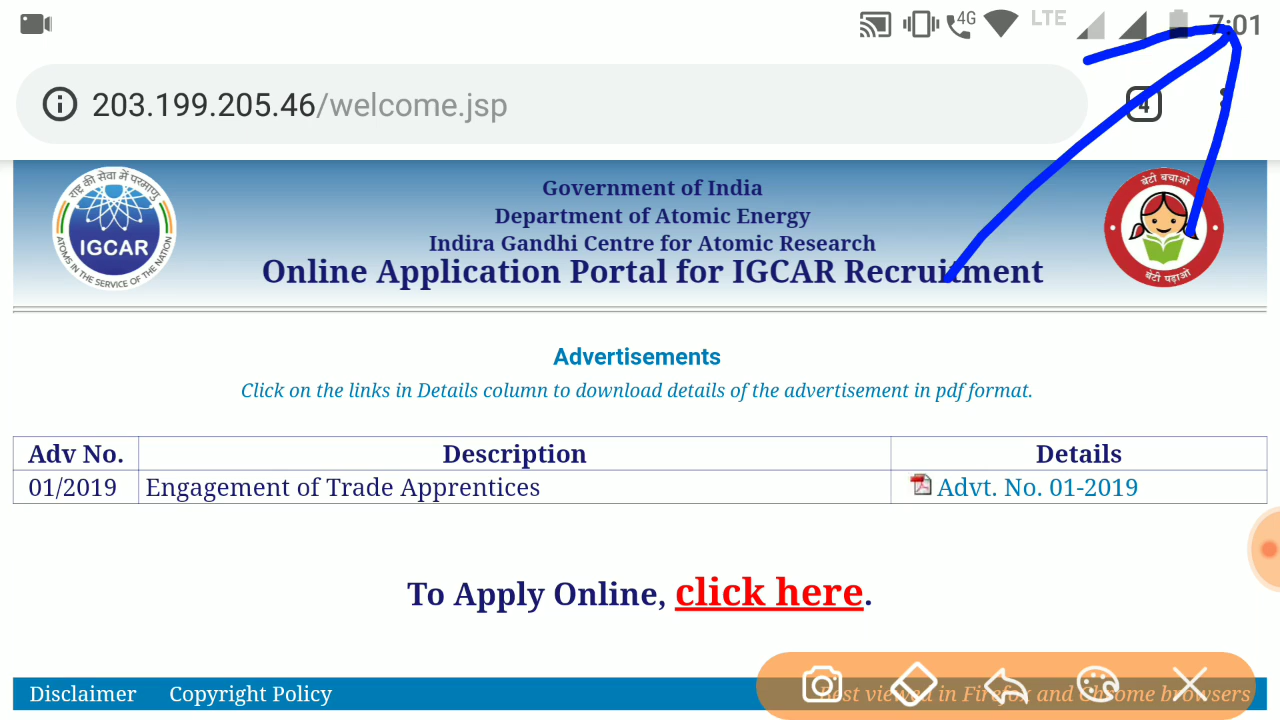 4G LTE 7:01
203.199.205.46/welcome.jsp 4
राष्ट्र की सेवा में परमाणु
IGCAR
ATOMS IN THE SERVICE OF THE NATION
Government of India
Department of Atomic Energy
Indira Gandhi Centre for Atomic Research
Online Application Portal for IGCAR Recruitment
बेटी बचाओ
बेटी पढ़ाओ
Advertisements
Click on the links in Details column to download details of the advertisement in pdf format.
Adv No. Description Details
01/2019 Engagement of Trade Apprentices Advt. No. 01-2019
To Apply Online, click here.
Disclaimer Copyright Policy Best viewed in Firefox and Chrome browsers